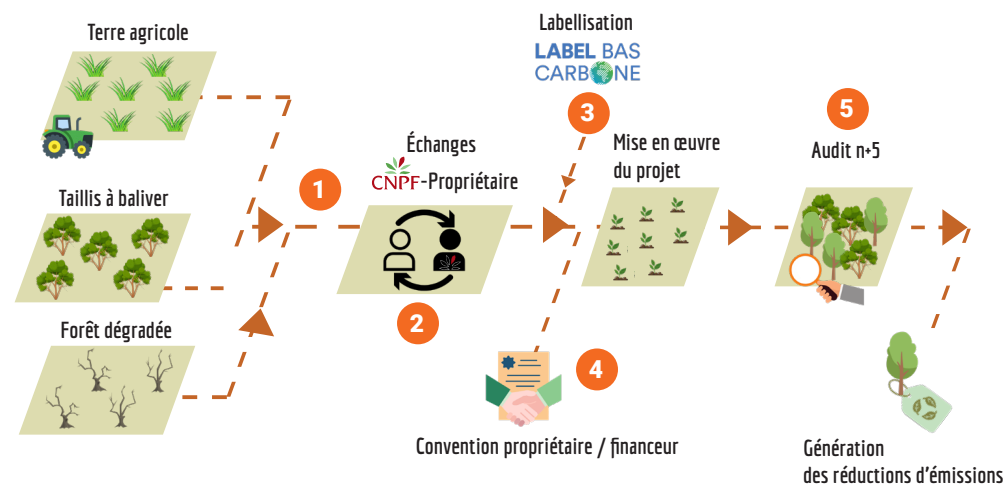 Terre agricole
Taillis à baliver
Forêt dégradée
1
Échanges
CNPF-Propriétaire
2
Labellisation
LABEL BAS
CARBONE
3
4
Convention propriétaire / financeur
Mise en œuvre
du projet
5
Audit n+5
Génération
des réductions d'émissions